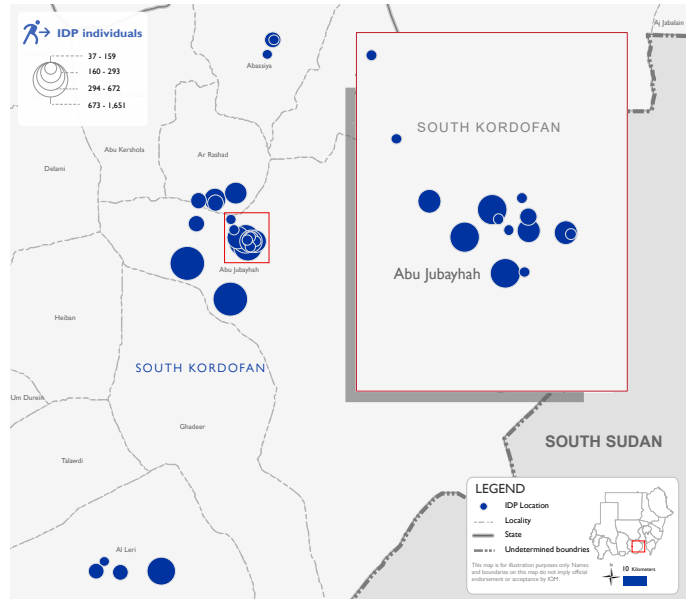 IDP individuals
37 - 159
160 - 293
294 - 672
673 - 1,651
Aj Jabalain
Abassiya
Abu Kershola
Ar Rashad
Delami
SOUTH KORDOFAN
Abu Jubayhah
Abu Jubayhah
Heiban
SOUTH KORDOFAN
Um Durein
Ghadeer
SOUTH SUDAN
Talawdi
Al Leri
LEGEND
IDP Location
Locality
State
Undetermined boundries
This map is for illustration purposes only. Names
and boundaries on this map do not imply official
endorsement or acceptance by IOM.
N
10 Kilometers